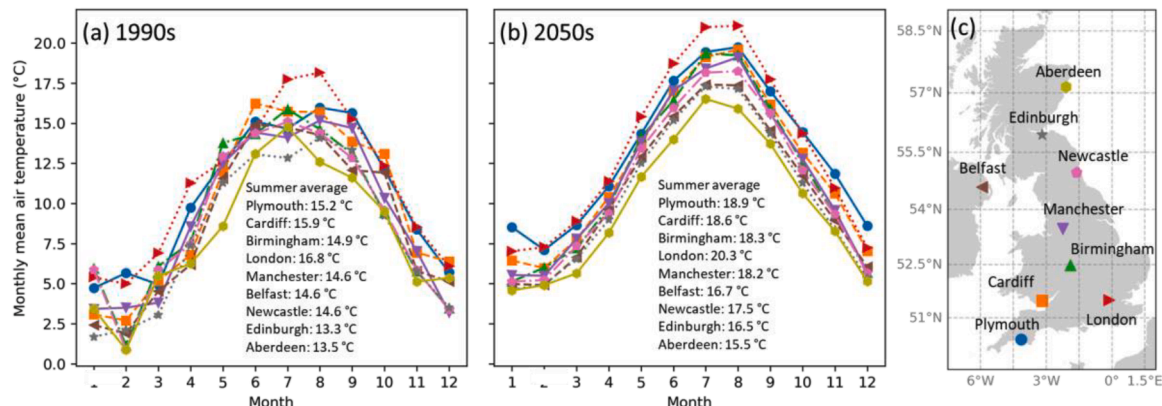 (a) 1990s
Monthly mean air temperature (°C)
20.0
17.5
15.0
12.5
10.0
7.5
5.0
2.5
0.0
Summer average
Plymouth: 15.2 °C
Cardiff: 15.9 °C
Birmingham: 14.9 °C
London: 16.8 °C
Manchester: 14.6 °C
Belfast: 14.6 °C
Newcastle: 14.6 °C
Edinburgh: 13.3 °C
Aberdeen: 13.5 °C
2 3 4 5 6 7 8 9 10 11 12
Month
(b) 2050s
Summer average
Plymouth: 18.9 °C
Cardiff: 18.6 °C
Birmingham: 18.3 °C
London: 20.3 °C
Manchester: 18.2 °C
Belfast: 16.7 °C
Newcastle: 17.5 °C
Edinburgh: 16.5 °C
Aberdeen: 15.5 °C
1 3 4 5 6 7 8 9 10 11 12
Month
(c)
58.5°N
57°N
55.5°N
54°N
52.5°N
51°N
Aberdeen
Edinburgh
Newcastle
Belfast
Manchester
Birmingham
Cardiff
London
Plymouth
6°W 3°W 0° 1.5°E